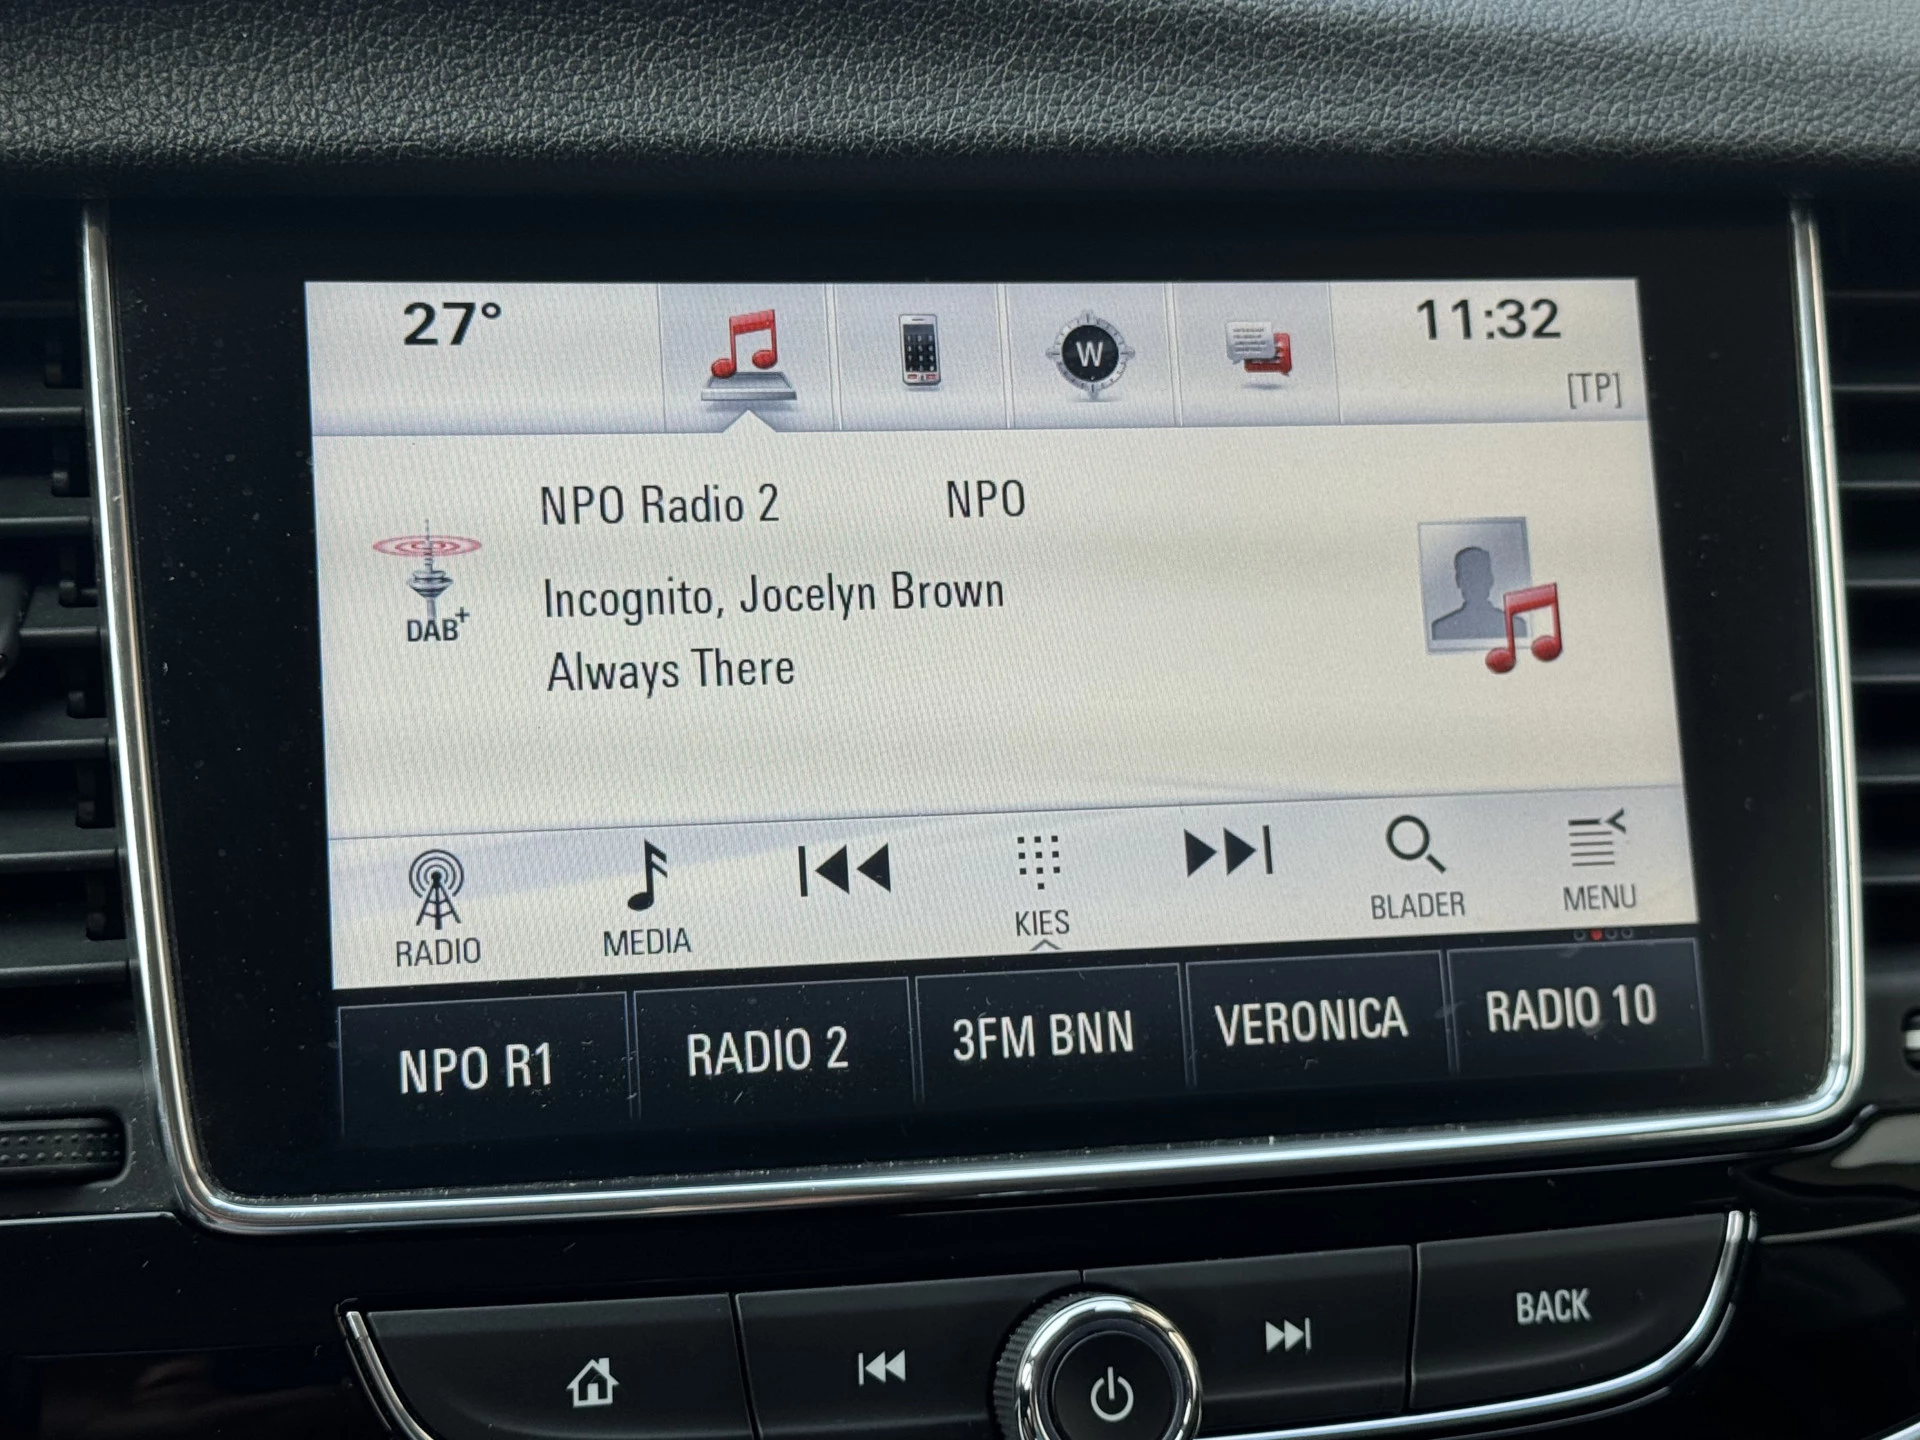 27° 11:32
W
[TP]
NPO Radio 2 NPO
Incognito, Jocelyn Brown
DAB+
Always There
RADIO MEDIA KIES BLADER MENU
NPO R1 RADIO 2 3FM BNN VERONICA RADIO 10
BACK